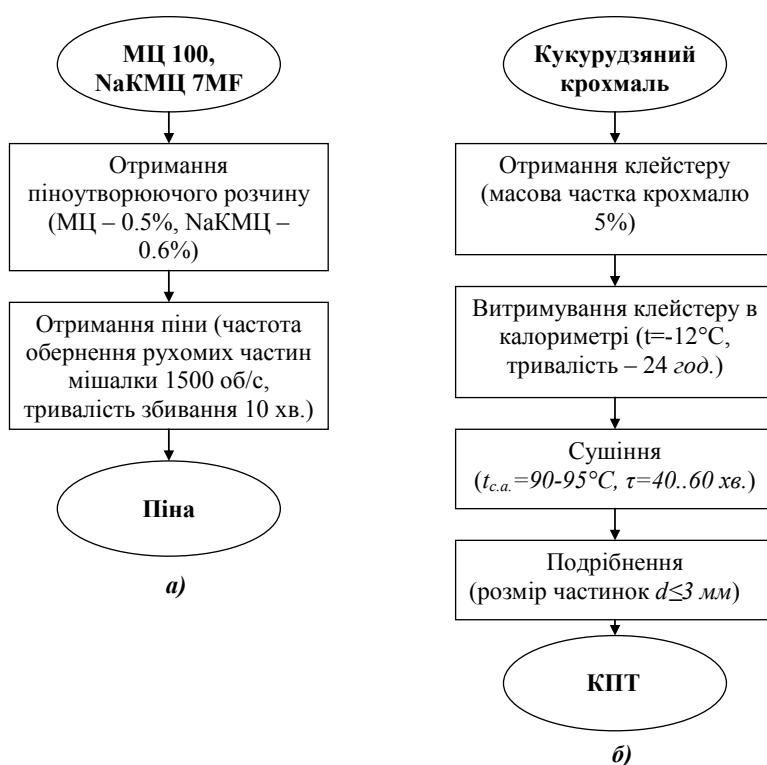 МЦ 100,
NaКМЦ 7MF
Отримання
піноутворюючого розчину
(МЦ – 0.5%, NaКМЦ –
0.6%)
Отримання піни (частота
обернення рухомих частин
мішалки 1500 об/с,
тривалість збивання 10 хв.)
Піна
а)
Кукурудзяний
крохмаль
Отримання клейстеру
(масова частка крохмалю
5%)
Витримування клейстеру в
калориметрі (t=-12°С,
тривалість – 24 год.)
Сушіння
(tс.а.=90-95°С, τ=40..60 хв.)
Подрібнення
(розмір частинок d≤3 мм)
КПТ
б)